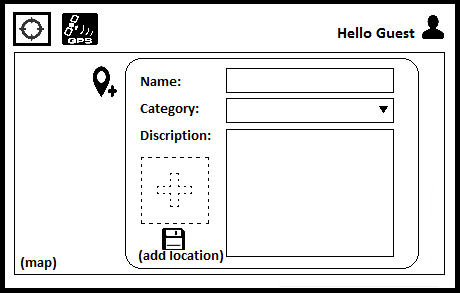 GPS
Hello Guest
Name:
Category:
Discription:
(add location)
(map)